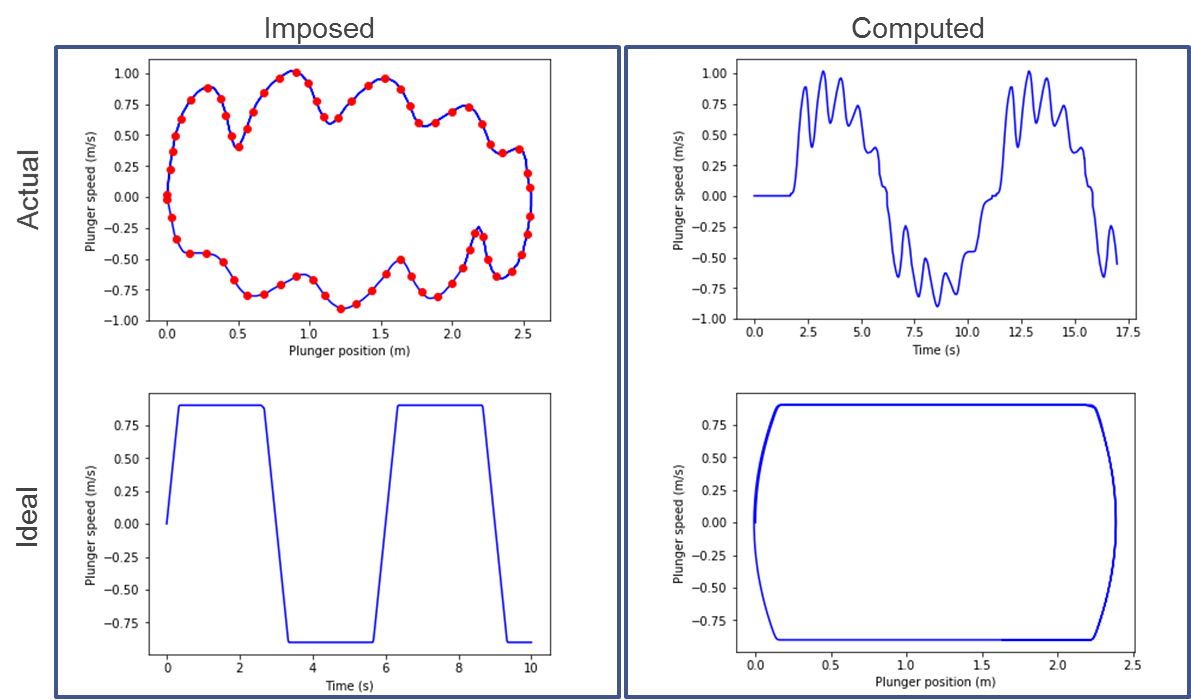 Imposed
Computed
Actual
Ideal
Plunger speed (m/s)
1.00
0.75
0.50
0.25
0.00
−0.25
−0.50
−0.75
−1.00
0.0 0.5 1.0 1.5 2.0 2.5
Plunger position (m)
Plunger speed (m/s)
1.00
0.75
0.50
0.25
0.00
−0.25
−0.50
−0.75
−1.00
0.0 2.5 5.0 7.5 10.0 12.5 15.0 17.5
Time (s)
Plunger speed (m/s)
0.75
0.50
0.25
0.00
−0.25
−0.50
−0.75
0 2 4 6 8 10
Time (s)
Plunger speed (m/s)
0.75
0.50
0.25
0.00
−0.25
−0.50
−0.75
0.0 0.5 1.0 1.5 2.0 2.5
Plunger position (m)